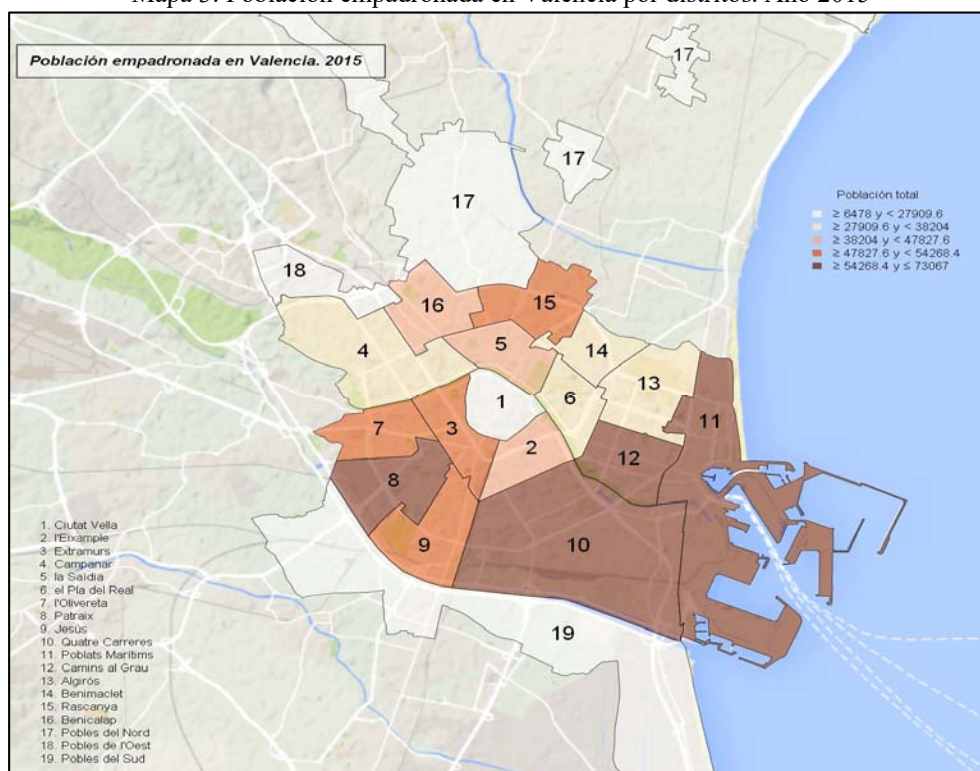 Mapa 3. Población empadronada en Valencia por distritos. Año 2015
Población empadronada en Valencia. 2015
17
17
17
Población total
≥ 6478 y < 27909.6
≥ 27909.6 y < 38204
≥ 38204 y < 47827.6
≥ 47827.6 y < 54268.4
≥ 54268.4 y ≤ 73067
18
16
15
4
5
14
13
6
1
11
7
3
2
12
8
9
10
19
1. Ciutat Vella
2. l'Eixample
3. Extramurs
4. Campanar
5. la Saïdia
6. el Pla del Real
7. l'Olivereta
8. Patraix
9. Jesús
10. Quatre Carreres
11. Poblats Marítims
12. Camins al Grau
13. Algirós
14. Benimaclet
15. Rascanya
16. Benicalap
17. Pobles del Nord
18. Pobles de l'Oest
19. Pobles del Sud